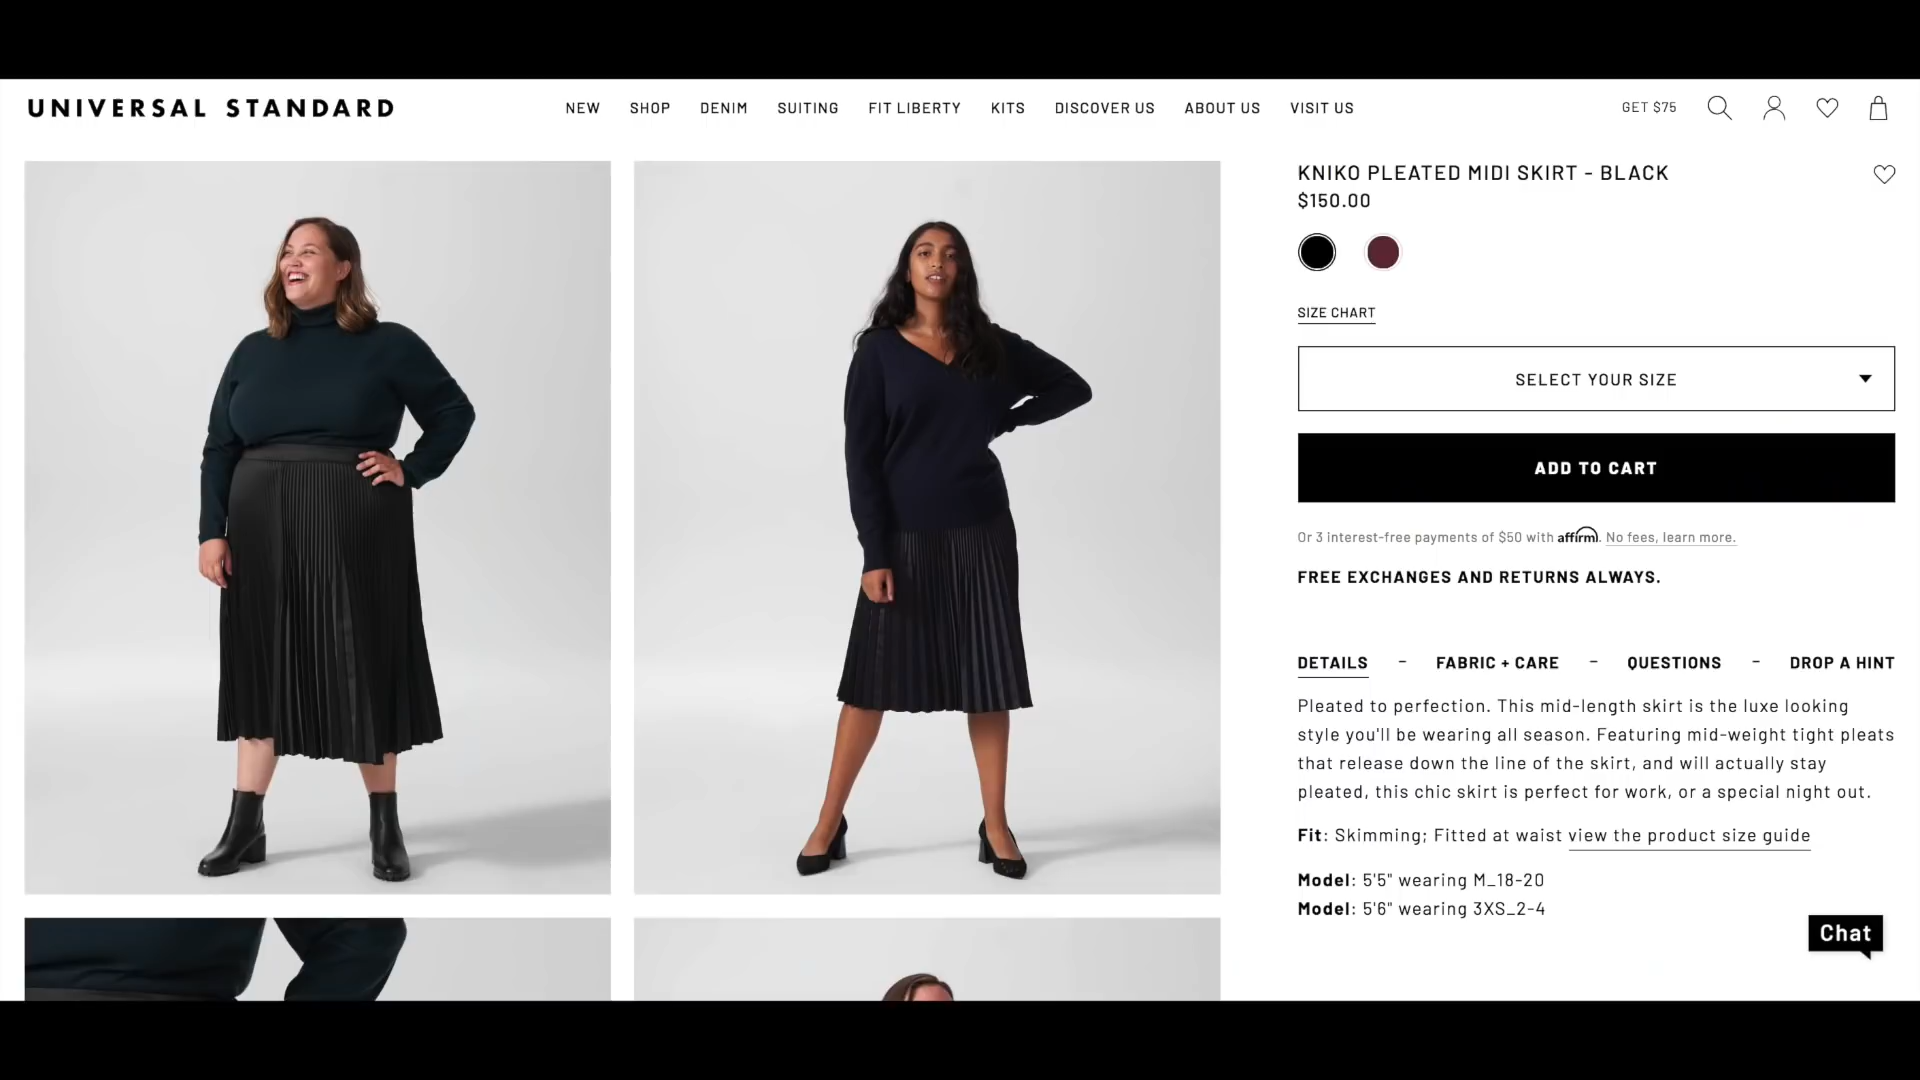 UNIVERSAL STANDARD
NEW SHOP DENIM SUITING FIT LIBERTY KITS DISCOVER US ABOUT US VISIT US
GET $75
KNIKO PLEATED MIDI SKIRT - BLACK
$150.00
SIZE CHART
SELECT YOUR SIZE
ADD TO CART
Or 3 interest-free payments of $50 with affirm. No fees, learn more.
FREE EXCHANGES AND RETURNS ALWAYS.
DETAILS - FABRIC + CARE - QUESTIONS - DROP A HINT
Pleated to perfection. This mid-length skirt is the luxe looking
style you'll be wearing all season. Featuring mid-weight tight pleats
that release down the line of the skirt, and will actually stay
pleated, this chic skirt is perfect for work, or a special night out.
Fit: Skimming; Fitted at waist view the product size guide
Model: 5'5" wearing M_18-20
Model: 5'6" wearing 3XS_2-4
Chat